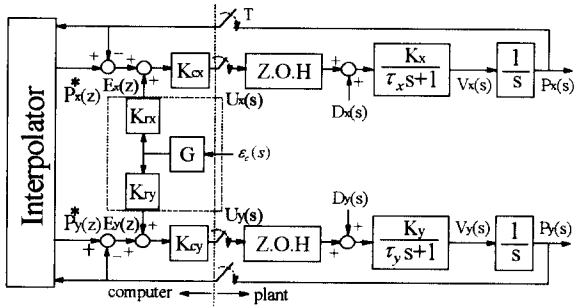 Interpolator
T
P*x(z)
+
−
Ex(z)
+
+
Kcx
Ux(s)
Z.O.H
+
+
Dx(s)
Kx
τxs+1
Vx(s)
1
s
Px(s)
Krx
G
εc(s)
Kry
P*y(z)
+
−
Ey(z)
+
+
Kcy
Uy(s)
Z.O.H
+
+
Dy(s)
Ky
τys+1
Vy(s)
1
s
Py(s)
computer
plant